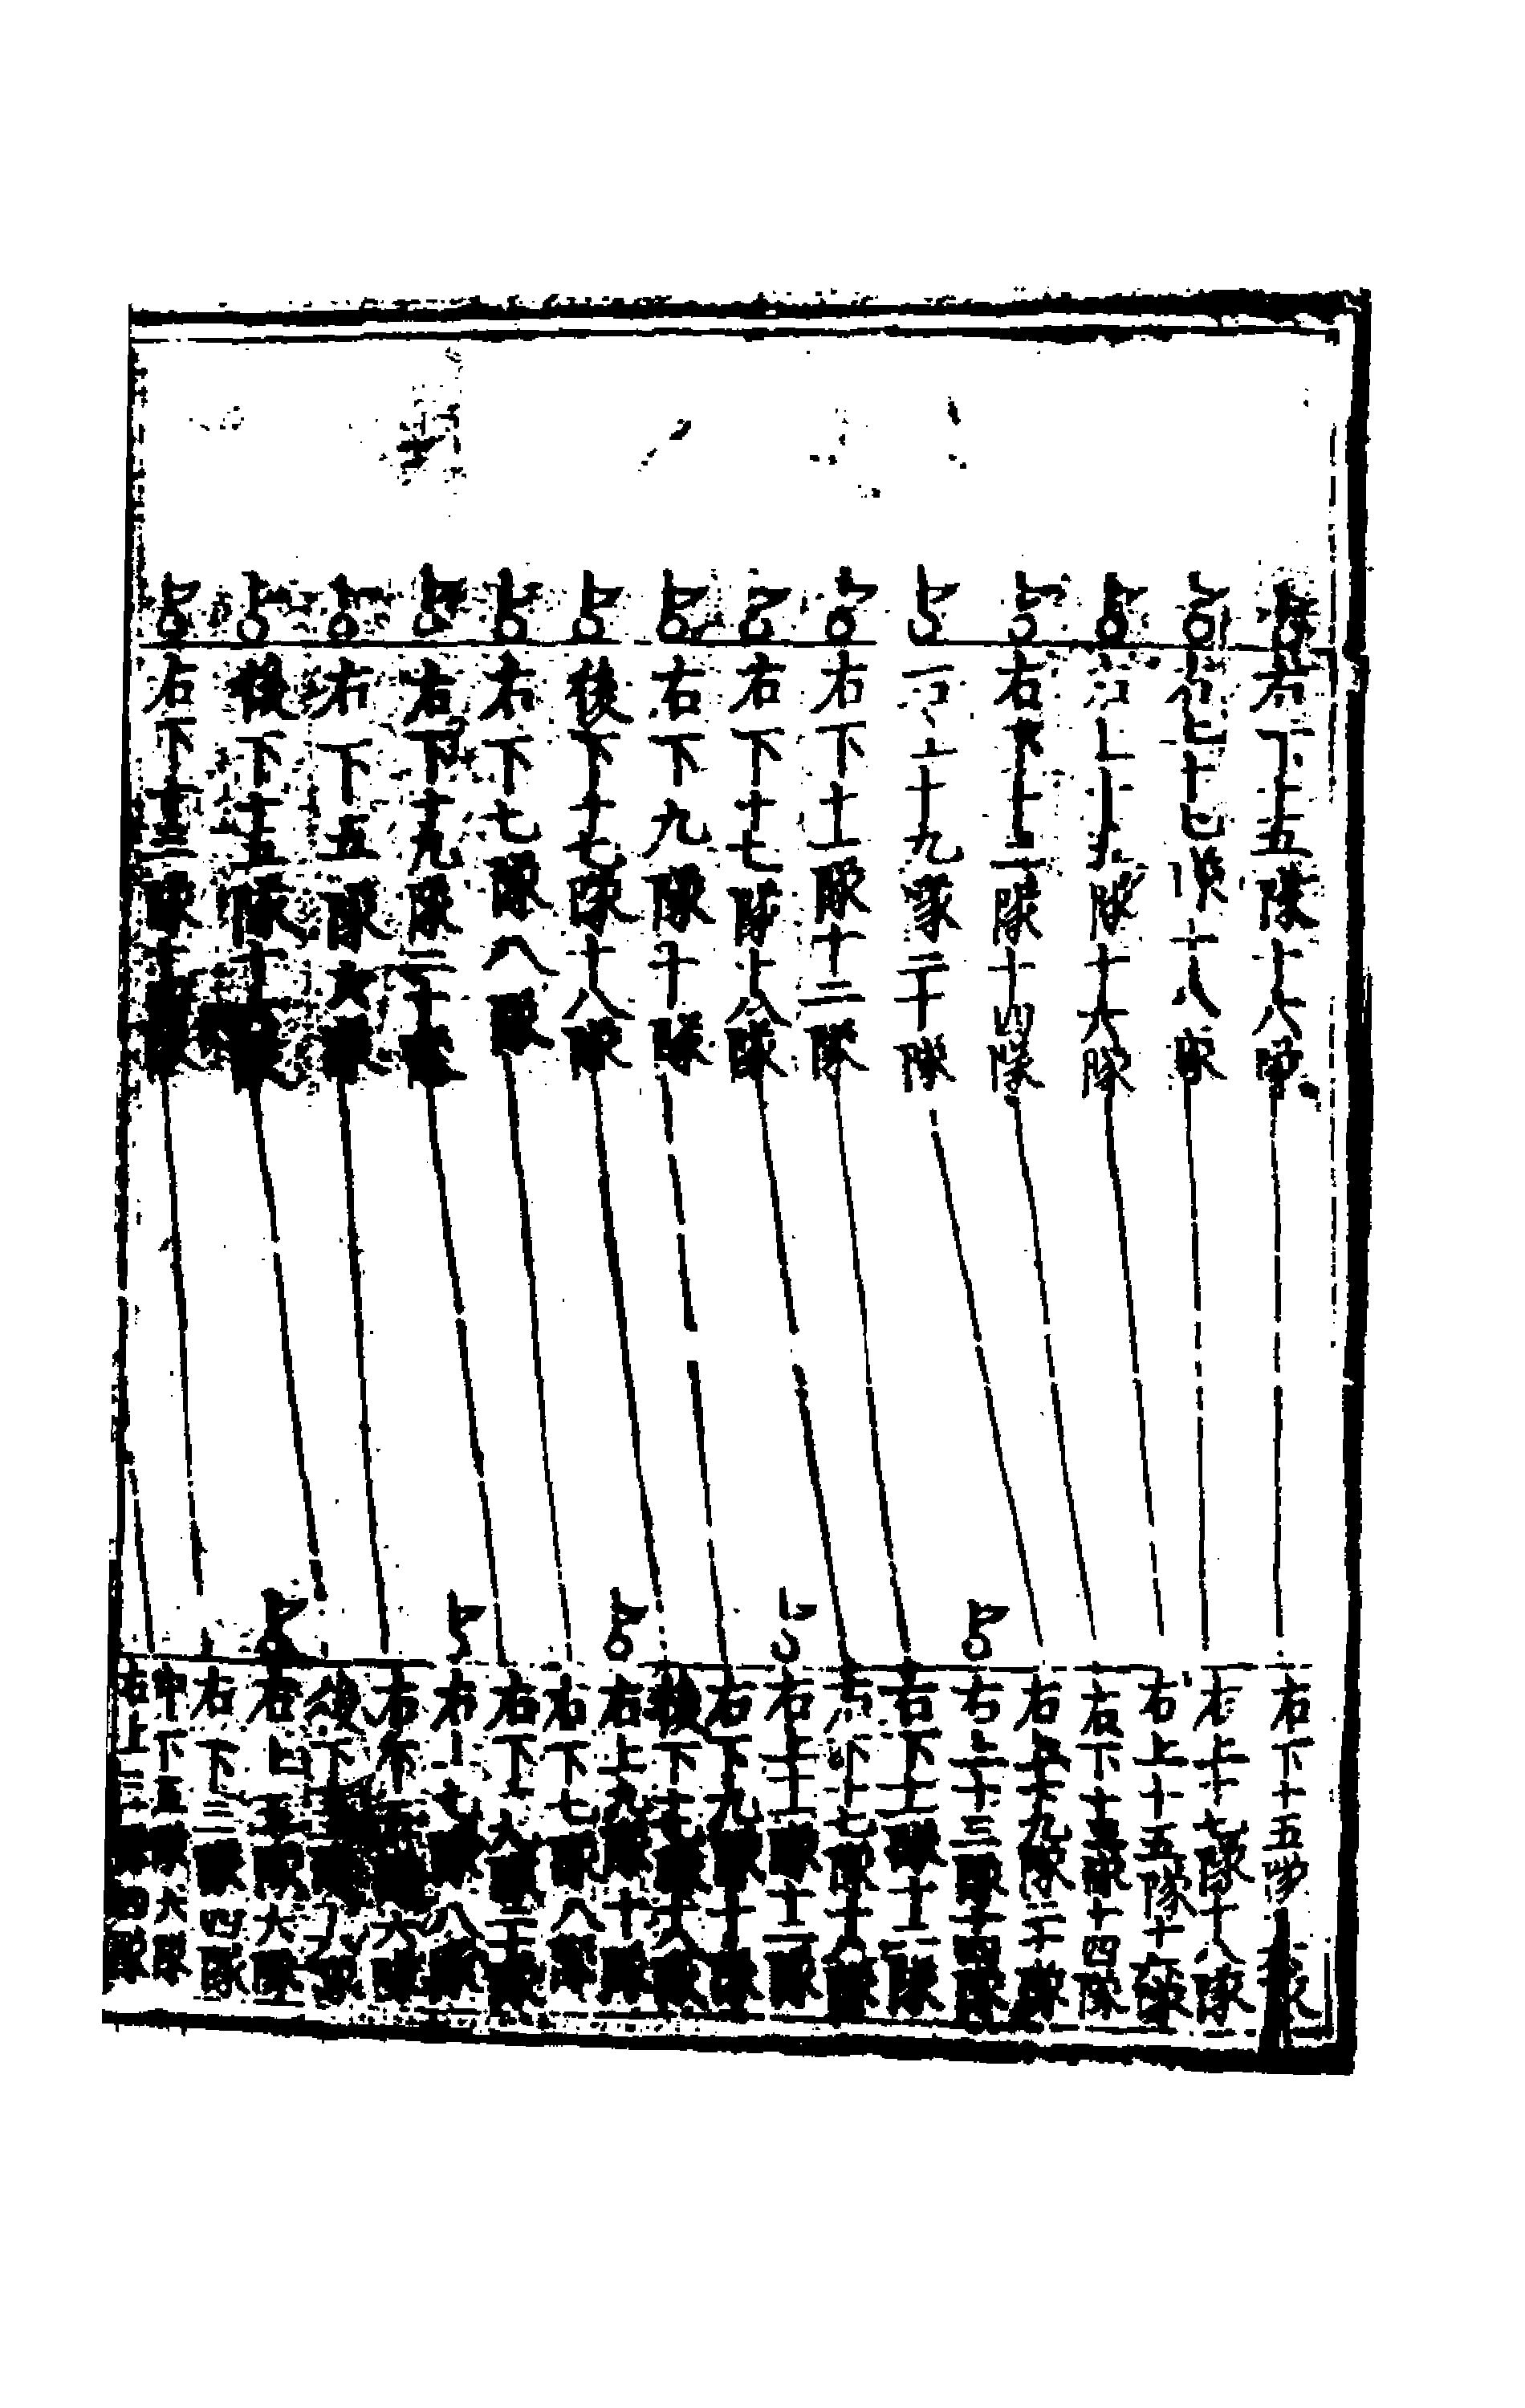 右下十五隊十六隊
右上十七隊十八隊
右上十五隊十六隊
右下十三隊十四隊
右上十九隊二十隊
右下十一隊十二隊
右下十七隊十八隊
右下九隊十隊
後下十七隊十八隊
右下七隊八隊
右下十九隊二十隊
右下五隊六隊
後下十五隊十
右下十三隊十四隊
右下十五隊十六隊
右上十七隊十八隊
右上十五隊十六隊
右下十三隊十四隊
右上十九隊二十隊
右上十三隊十四隊
右下十一隊十二隊
右下十七隊十八隊
右上十一隊十二隊
右下九隊十隊
後下十七隊十八隊
右上九隊十隊
右下七隊八隊
右下十九隊二十隊
右上七隊八隊
右下五隊六隊
後下十五隊十六隊
右上五隊六隊
右下三隊四隊
中下五隊六隊
右上三隊四隊